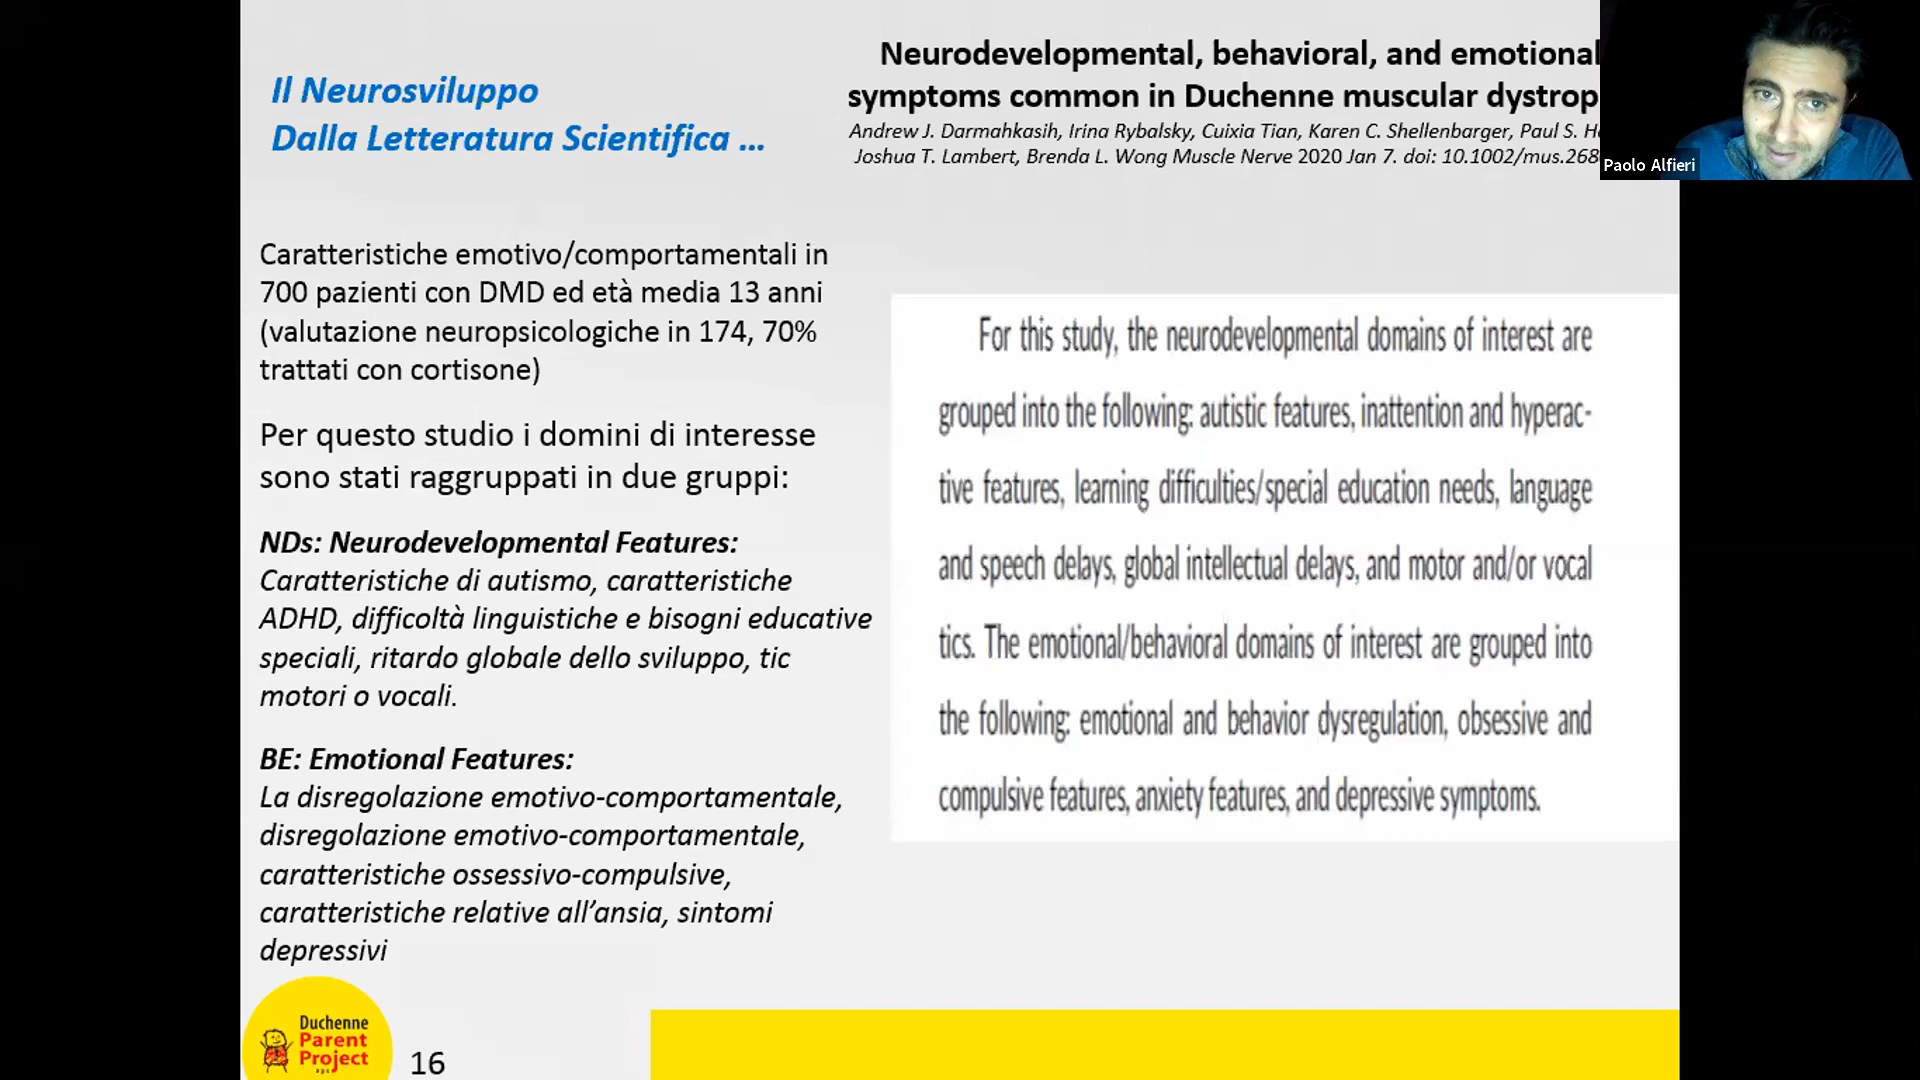 Il Neurosviluppo
Dalla Letteratura Scientifica ...
Neurodevelopmental, behavioral, and emotional
symptoms common in Duchenne muscular dystrop
Andrew J. Darmahkasih, Irina Rybalsky, Cuixia Tian, Karen C. Shellenbarger, Paul S.
Joshua T. Lambert, Brenda L. Wong Muscle Nerve 2020 Jan 7. doi: 10.1002/mus.268
Paolo Alfieri
Caratteristiche emotivo/comportamentali in
700 pazienti con DMD ed età media 13 anni
(valutazione neuropsicologiche in 174, 70%
trattati con cortisone)
Per questo studio i domini di interesse
sono stati raggruppati in due gruppi:
NDs: Neurodevelopmental Features:
Caratteristiche di autismo, caratteristiche
ADHD, difficoltà linguistiche e bisogni educative
speciali, ritardo globale dello sviluppo, tic
motori o vocali.
BE: Emotional Features:
La disregolazione emotivo-comportamentale,
disregolazione emotivo-comportamentale,
caratteristiche ossessivo-compulsive,
caratteristiche relative all’ansia, sintomi
depressivi
For this study, the neurodevelopmental domains of interest are
grouped into the following: autistic features, inattention and hyperac-
tive features, learning difficulties/special education needs, language
and speech delays, global intellectual delays, and motor and/or vocal
tics. The emotional/behavioral domains of interest are grouped into
the following: emotional and behavior dysregulation, obsessive and
compulsive features, anxiety features, and depressive symptoms.
Duchenne
Parent
Project
16